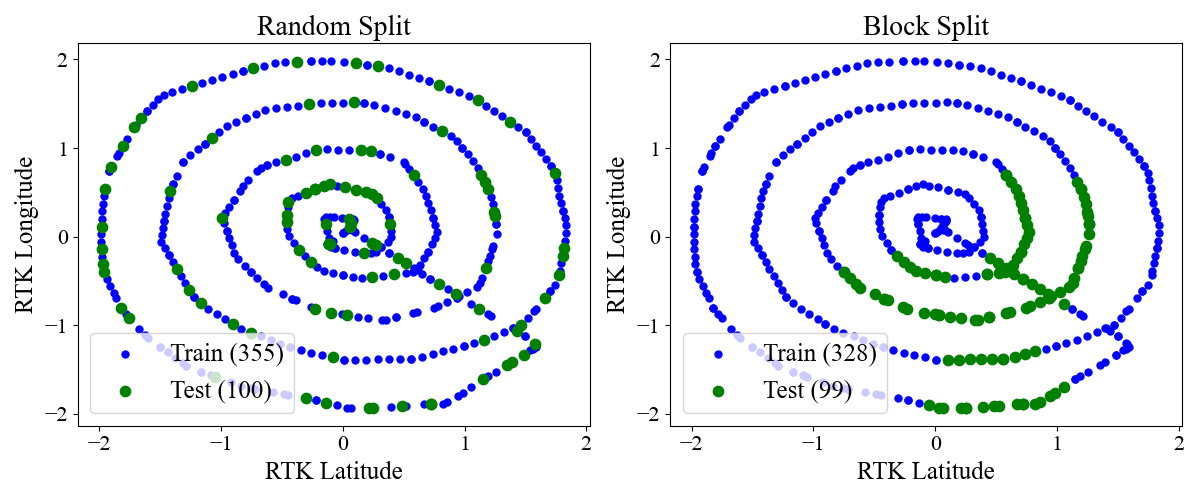 Random Split
2
1
0
−1
−2
RTK Longitude
Train (355)
Test (100)
−2
−1
0
1
2
RTK Latitude
Block Split
2
1
0
−1
−2
RTK Longitude
Train (328)
Test (99)
−2
−1
0
1
2
RTK Latitude